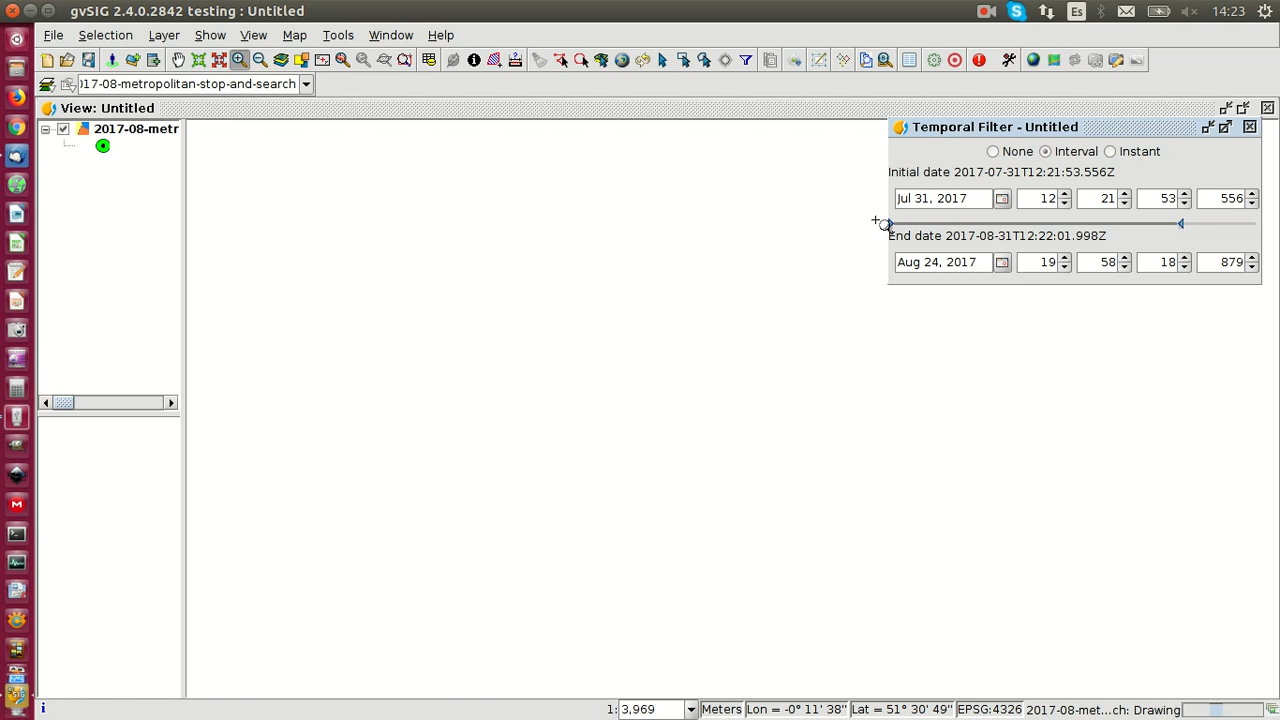 gvSIG 2.4.0.2842 testing : Untitled
Es
14:23
File Selection Layer Show View Map Tools Window Help
)17-08-metropolitan-stop-and-search
View: Untitled
2017-08-metr
Temporal Filter - Untitled
None Interval Instant
Initial date 2017-07-31T12:21:53.556Z
Jul 31, 2017 12 21 53 556
End date 2017-08-31T12:22:01.998Z
Aug 24, 2017 19 58 18 879
1: 3,969 Meters Lon = -0° 11' 38" Lat = 51° 30' 49" EPSG:4326 2017-08-met...ch: Drawing